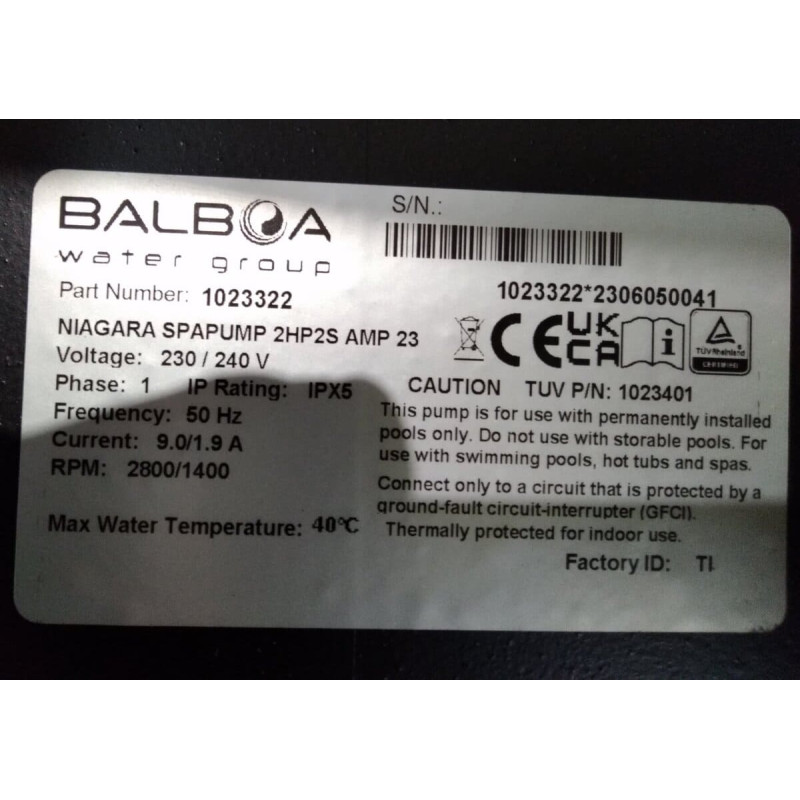 BALBOA
water group
S/N.:
Part Number: 1023322
1023322*2306050041
NIAGARA SPAPUMP 2HP2S AMP 23
Voltage: 230 / 240 V
Phase: 1 IP Rating: IPX5
Frequency: 50 Hz
Current: 9.0/1.9 A
RPM: 2800/1400
Max Water Temperature: 40℃
CE UK
CA
i
TÜVRheinland
CERTIFIED
CAUTION TUV P/N: 1023401
This pump is for use with permanently installed
pools only. Do not use with storable pools. For
use with swimming pools, hot tubs and spas.
Connect only to a circuit that is protected by a
ground-fault circuit-interrupter (GFCI).
Thermally protected for indoor use.
Factory ID: TI